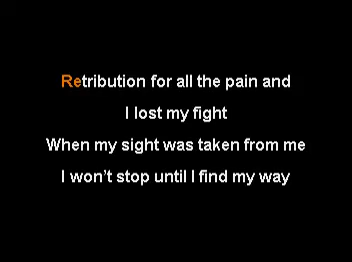 Retribution for all the pain and
I lost my fight
When my sight was taken from me
I won't stop until I find my way